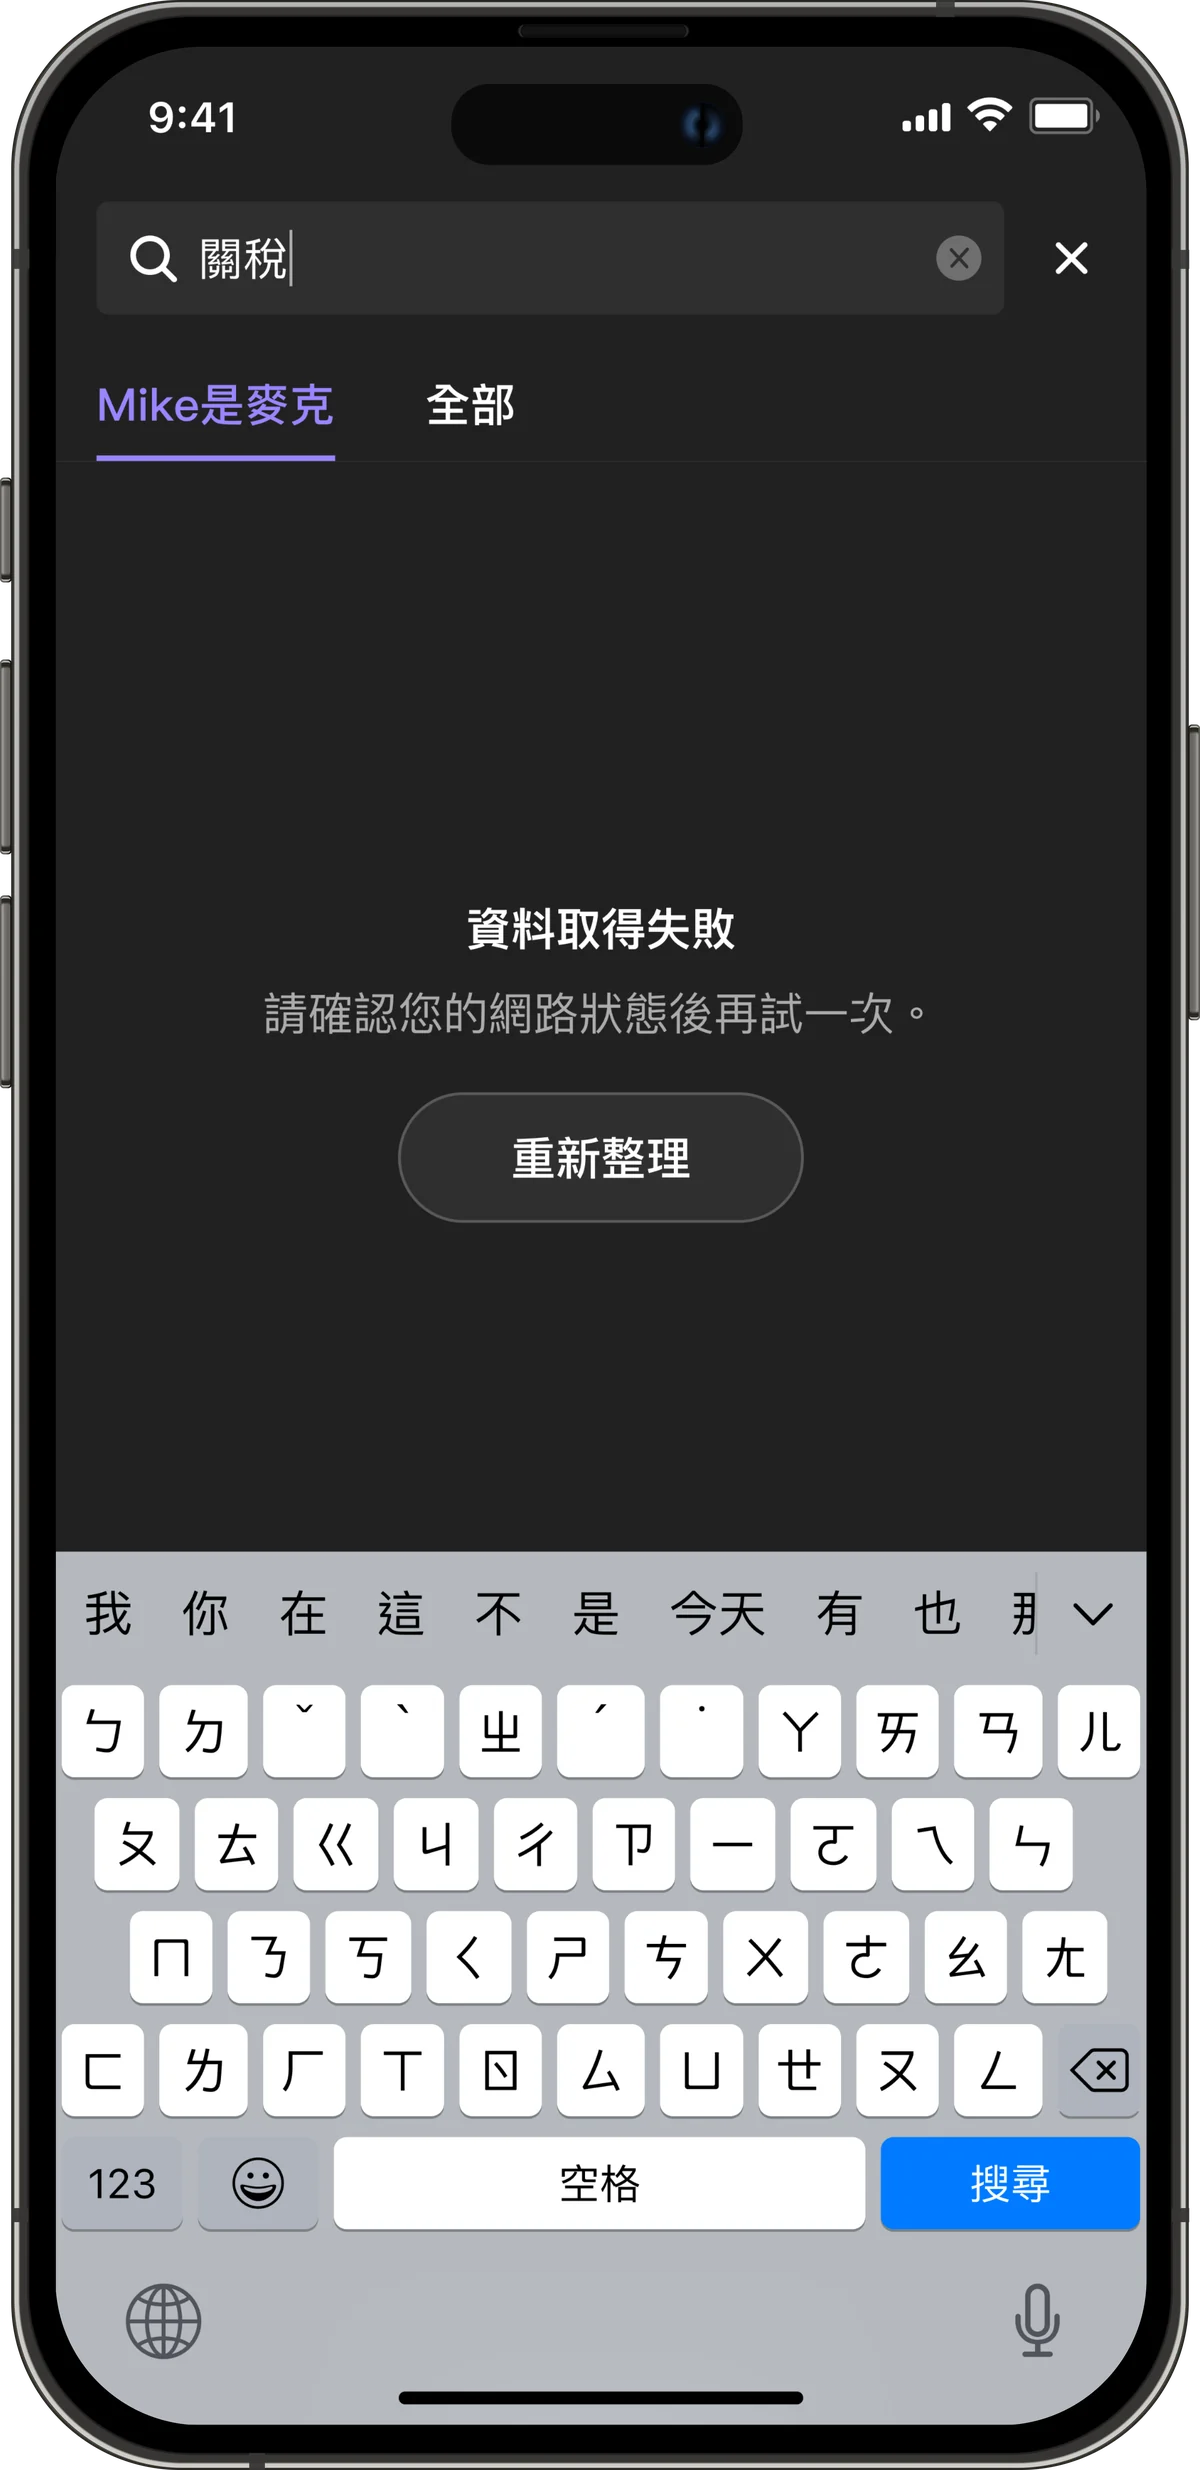 9:41
關稅
Mike是麥克 全部
資料取得失敗
請確認您的網路狀態後再試一次。
重新整理
我 你 在 這 不 是 今天 有 也
ㄅ ㄉ ˇ ˋ ㄓ ˊ ˙ ㄚ ㄞ ㄢ ㄦ
ㄆ ㄊ ㄍ ㄐ ㄔ ㄗ ㄧ ㄛ ㄟ ㄣ
ㄇ ㄋ ㄎ ㄑ ㄕ ㄘ ㄨ ㄜ ㄠ ㄤ
ㄈ ㄌ ㄏ ㄒ ㄖ ㄙ ㄩ ㄝ ㄡ ㄥ
123 空格 搜尋